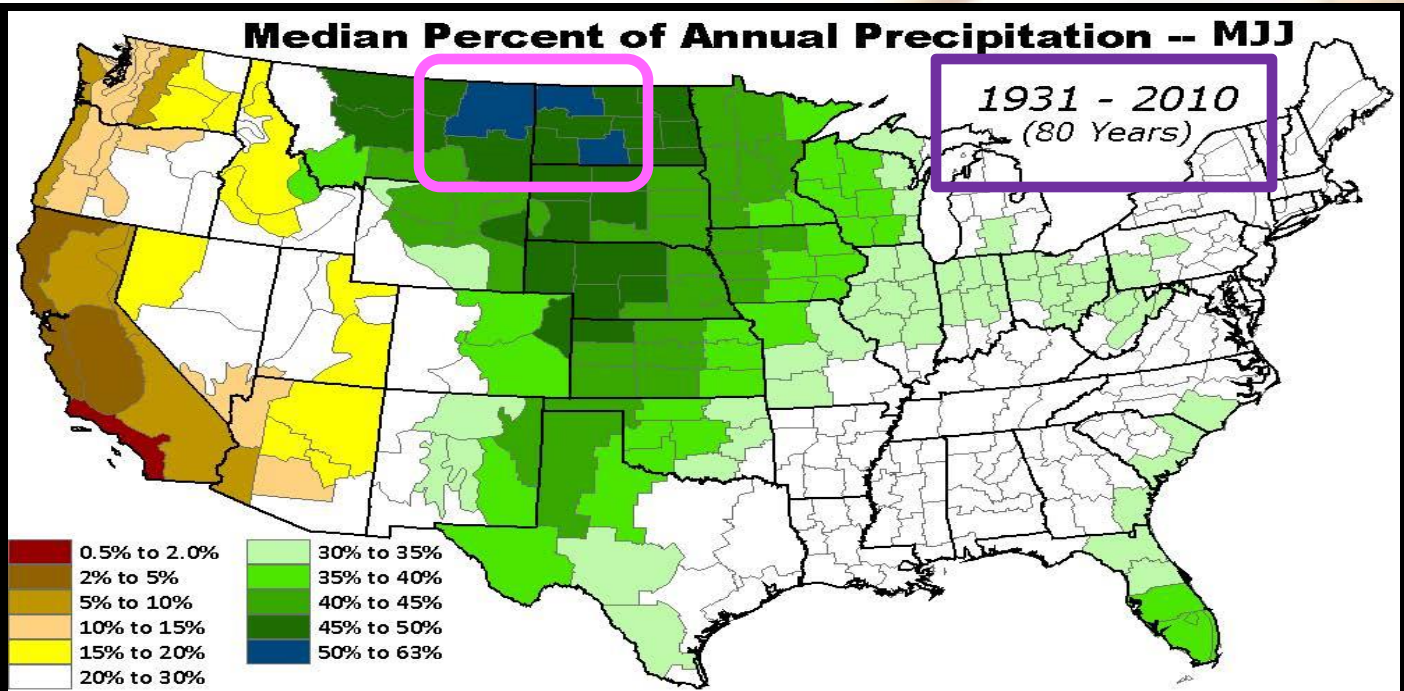 Median Percent of Annual Precipitation -- MJJ
1931 - 2010
(80 Years)
0.5% to 2.0%
2% to 5%
5% to 10%
10% to 15%
15% to 20%
20% to 30%
30% to 35%
35% to 40%
40% to 45%
45% to 50%
50% to 63%